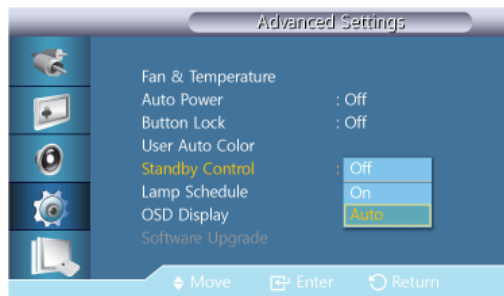 Advanced Settings
Fan & Temperature
Auto Power : Off
Button Lock : Off
User Auto Color
Standby Control : Off
Lamp Schedule On
OSD Display Auto
Software Upgrade
Move Enter Return